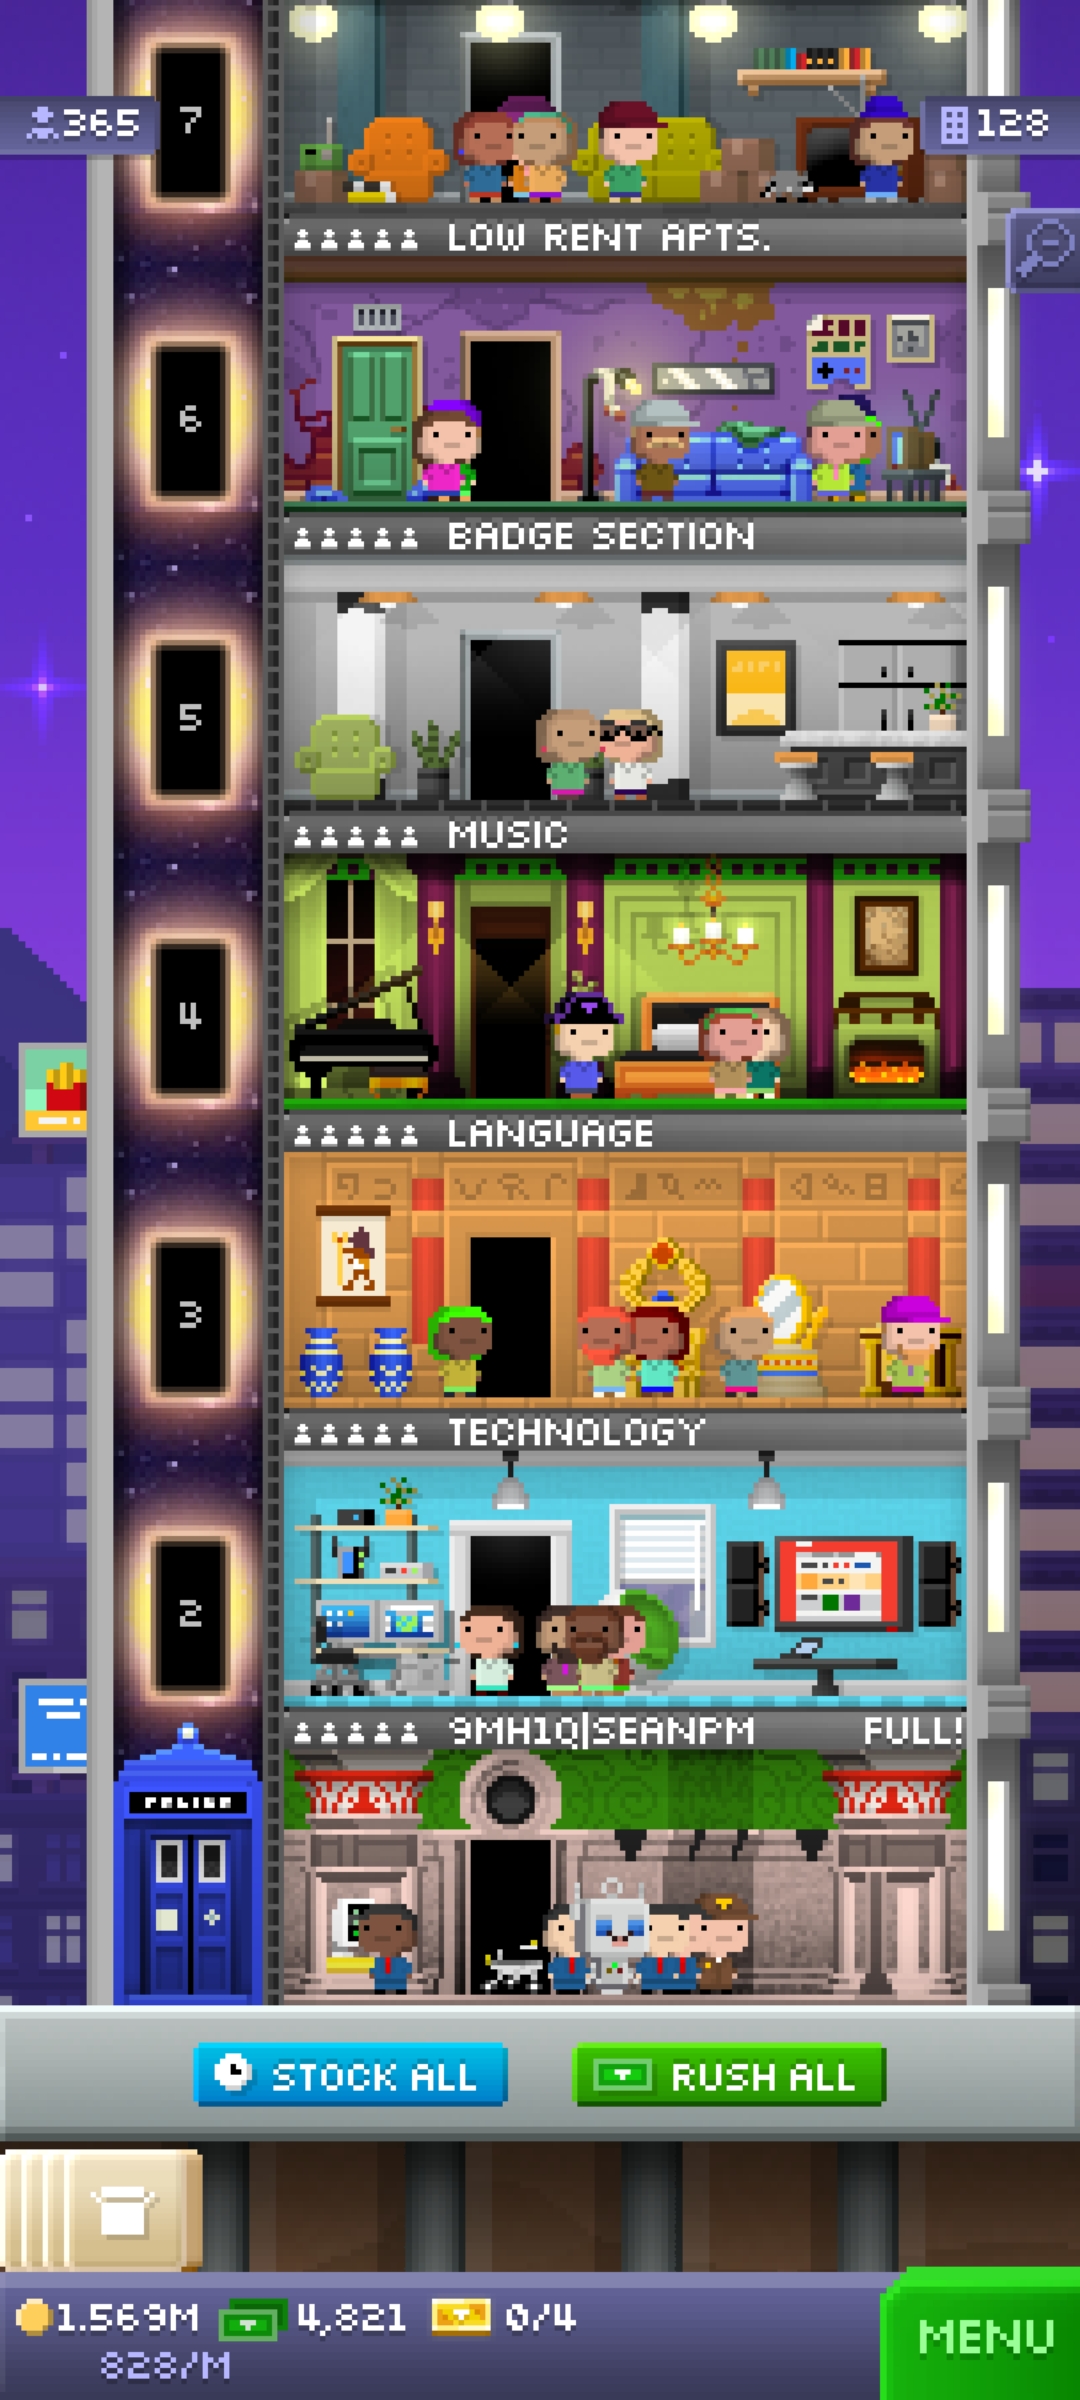 7
365
128
LOW RENT APTS.
6
BADGE SECTION
5
MUSIC
4
LANGUAGE
3
TECHNOLOGY
2
9MH1Q|SEANPM FULL!
POLICE
STOCK ALL
RUSH ALL
1.569M 4,821 0/4
828/M
MENU